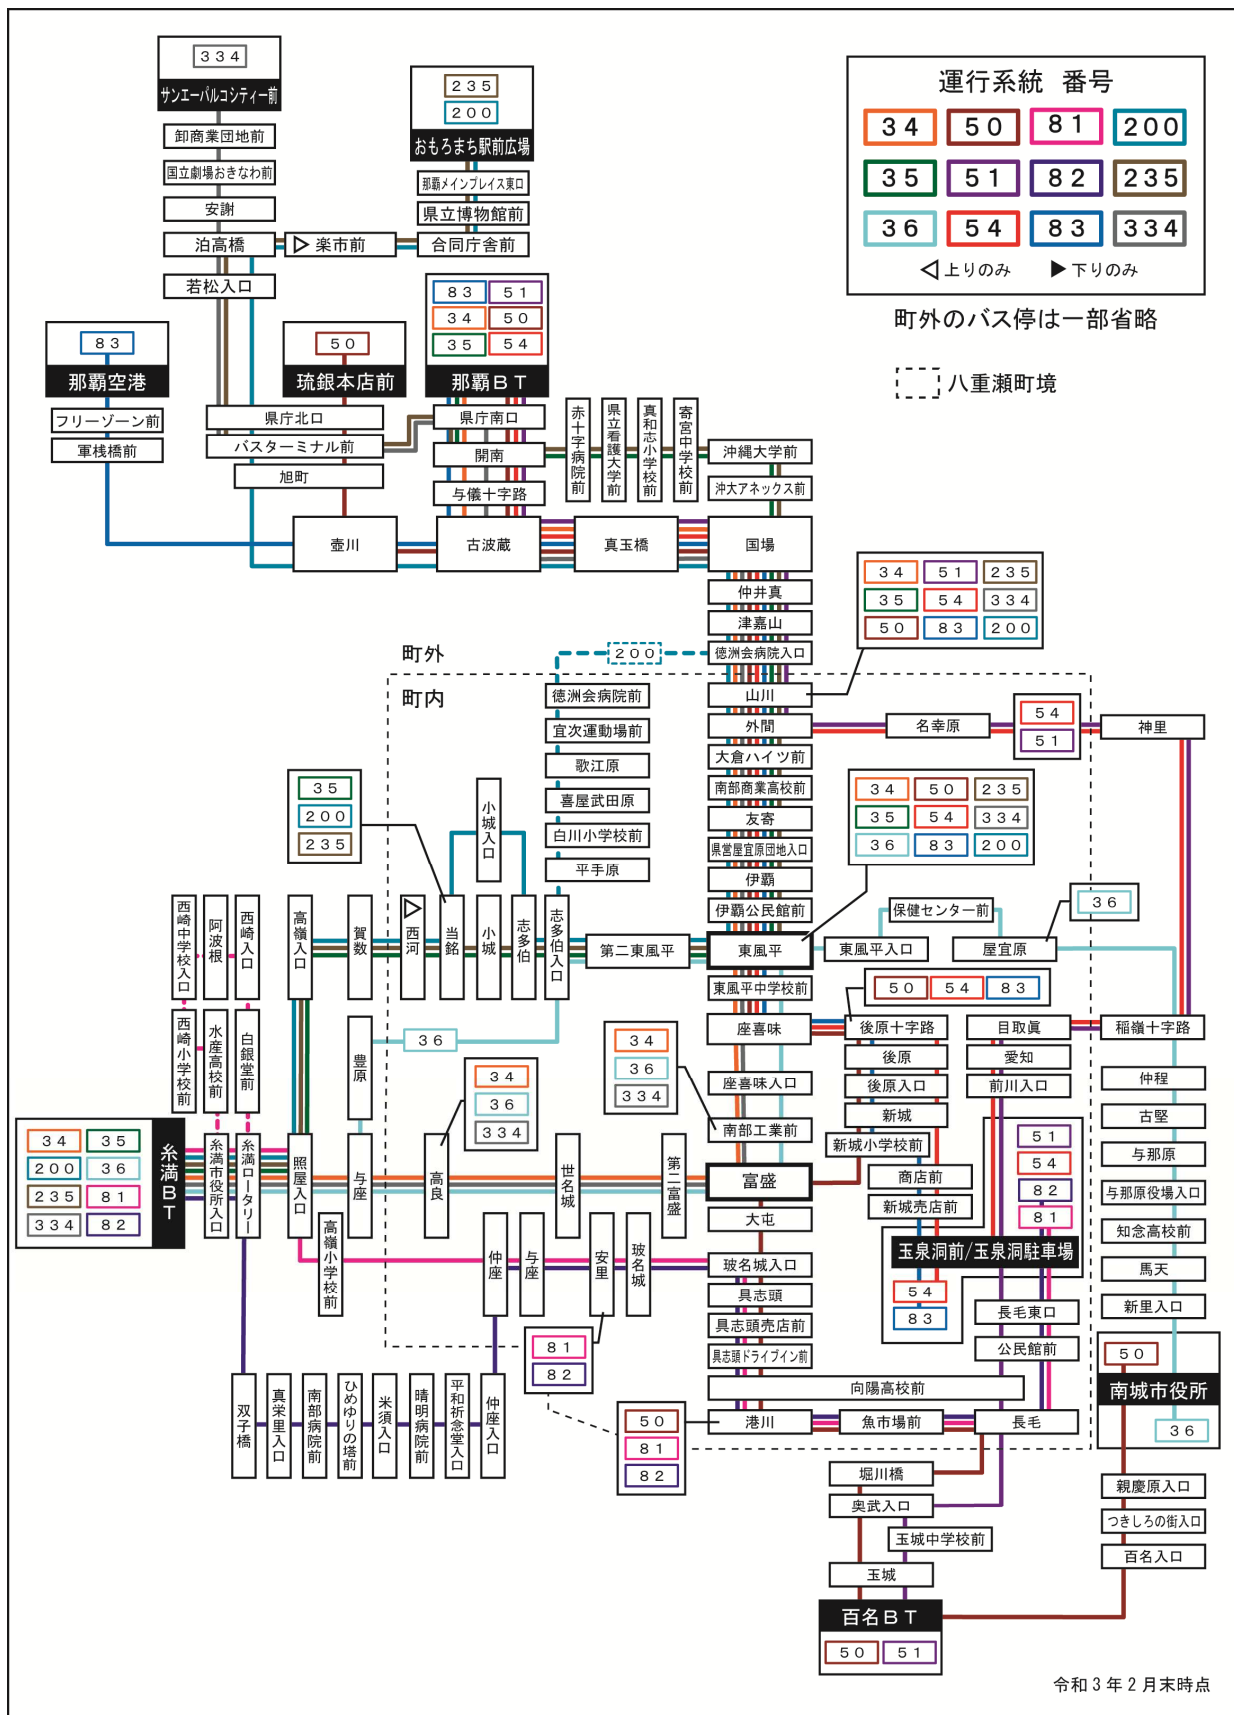 334
サンエーパルコシティー前
卸商業団地前
国立劇場おきなわ前
安謝
泊高橋
若松入口
235
200
おもろまち駅前広場
那覇メインプレイス東口
県立博物館前
合同庁舎前
楽市前
運行系統 番号
34 50 81 200
35 51 82 235
36 54 83 334
◁上りのみ ▶下りのみ
町外のバス停は一部省略
八重瀬町境
83
那覇空港
フリーゾーン前
軍桟橋前
50
琉銀本店前
県庁北口
バスターミナル前
旭町
83 51
34 50
35 54
那覇BT
県庁南口
開南
与儀十字路
赤十字病院前
県立看護大学前
真和志小学校前
寄宮中学校前
沖縄大学前
沖大アネックス前
壺川
古波蔵
真玉橋
国場
仲井真
津嘉山
徳洲会病院入口
34 51 235
35 54 334
50 83 200
町外
町内
200
徳洲会病院前
宜次運動場前
歌江原
喜屋武田原
白川小学校前
平手原
山川
外間
名幸原
54
51
神里
大倉ハイツ前
南部商業高校前
友寄
県営屋宜原団地入口
伊覇
伊覇公民館前
34 50 235
35 54 334
36 83 200
35
200
235
小城入口
西崎中学校入口
阿波根
西崎入口
高嶺入口
賀数
西河
当銘
小城
志多伯
志多伯入口
第二東風平
東風平
東風平入口
保健センター前
屋宜原
36
東風平中学校前
50 54 83
座喜味
後原十字路
目取眞
稲嶺十字路
西崎小学校前
水産高校前
白銀堂前
豊原
36
34
36
334
34
36
334
座喜味入口
南部工業前
後原
後原入口
新城
新城小学校前
商店前
新城売店前
愛知
前川入口
51
54
82
81
仲程
古堅
与那原
与那原役場入口
知念高校前
馬天
新里入口
34 35
200 36
235 81
334 82
糸満BT
糸満市役所入口
糸満ロータリー
照屋入口
与座
高良
世名城
第二富盛
富盛
大屯
高嶺小学校前
仲座
与座
安里
玻名城
玻名城入口
具志頭
具志頭売店前
具志頭ドライブイン前
玉泉洞前/玉泉洞駐車場
54
83
長毛東口
公民館前
81
82
向陽高校前
50
南城市役所
36
双子橋
真栄里入口
南部病院前
ひめゆりの塔前
米須入口
晴明病院前
平和祈念堂入口
仲座入口
50
81
82
港川
魚市場前
長毛
堀川橋
奥武入口
玉城中学校前
玉城
親慶原入口
つきしろの街入口
百名入口
百名BT
50 51
令和3年2月末時点